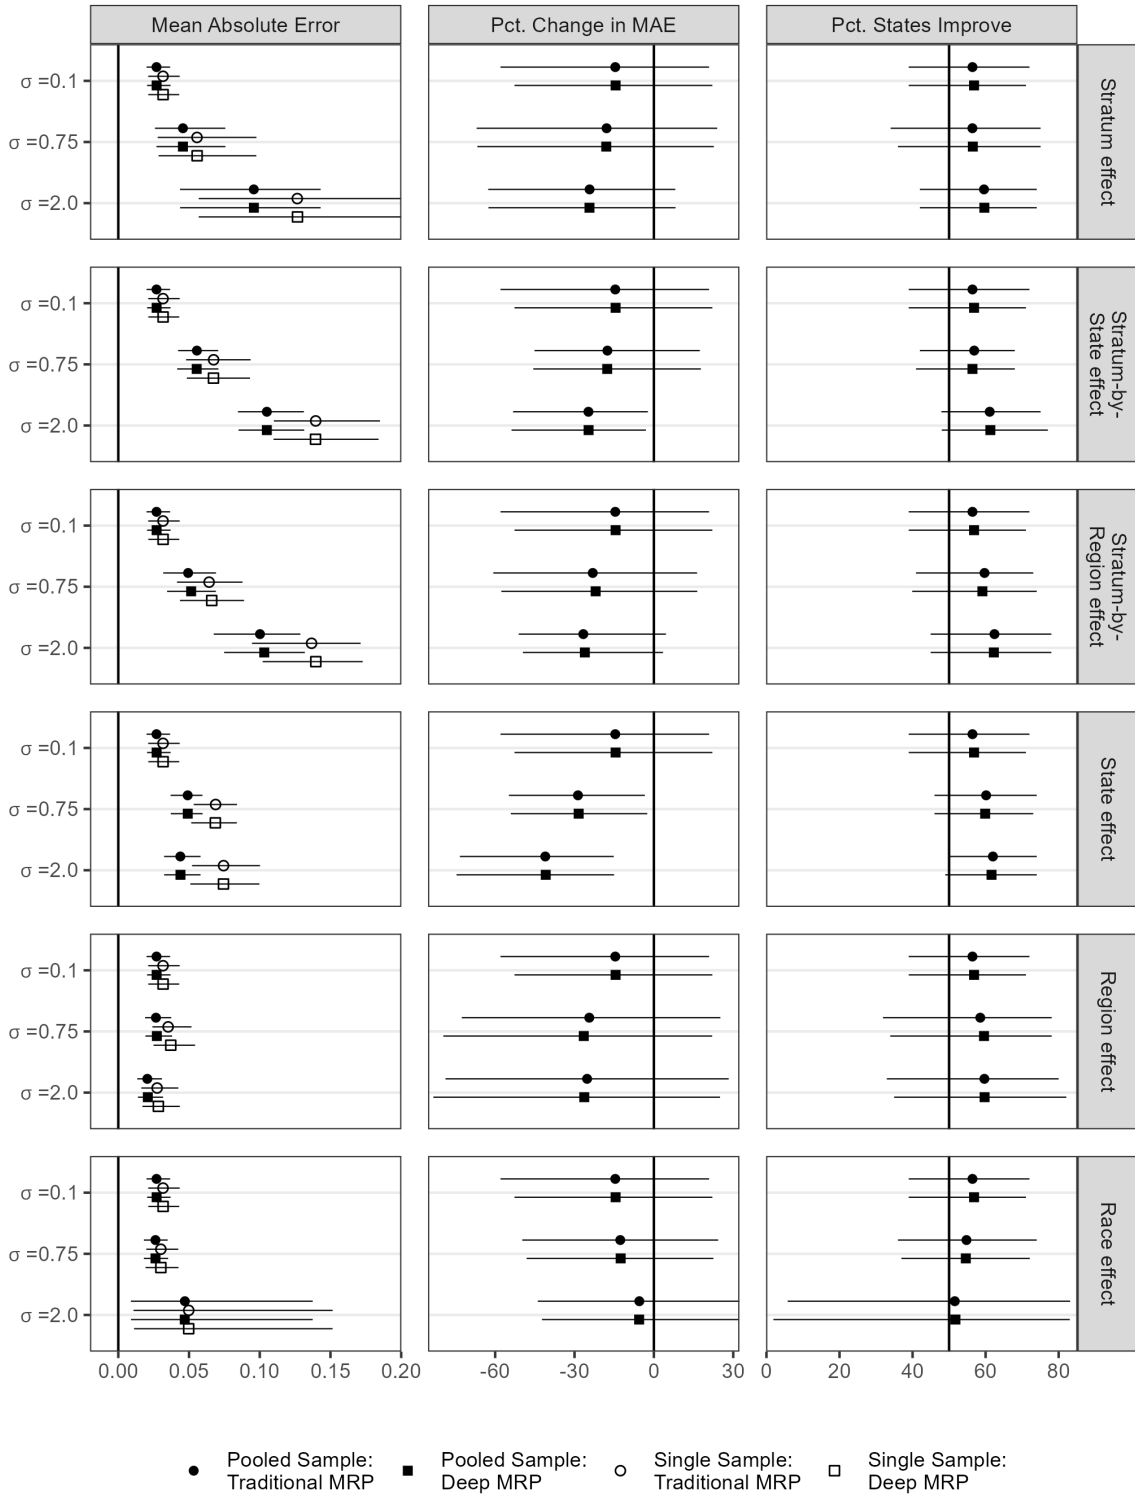 Mean Absolute Error
Pct. Change in MAE
Pct. States Improve
σ =0.1
σ =0.75
σ =2.0
Stratum effect
σ =0.1
σ =0.75
σ =2.0
Stratum-by-
State effect
σ =0.1
σ =0.75
σ =2.0
Stratum-by-
Region effect
σ =0.1
σ =0.75
σ =2.0
State effect
σ =0.1
σ =0.75
σ =2.0
Region effect
σ =0.1
σ =0.75
σ =2.0
Race effect
0.00 0.05 0.10 0.15 0.20
-60 -30 0 30
0 20 40 60 80
Pooled Sample:
Traditional MRP
Pooled Sample:
Deep MRP
Single Sample:
Traditional MRP
Single Sample:
Deep MRP